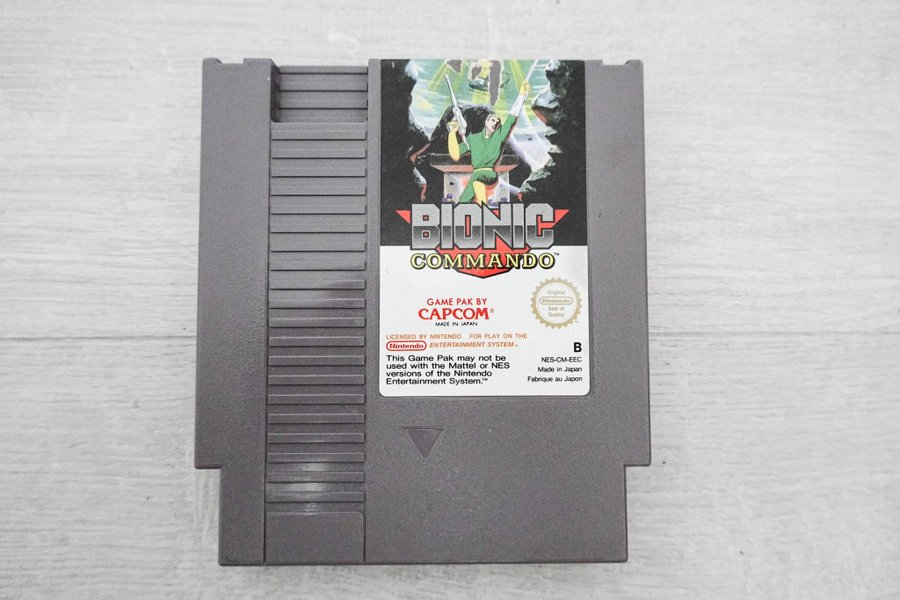 BIONIC
COMMANDO™
GAME PAK BY
CAPCOM®
MADE IN JAPAN
Original
Nintendo
Seal of
Quality
LICENSED BY NINTENDO FOR PLAY ON THE
Nintendo ENTERTAINMENT SYSTEM™
This Game Pak may not be
used with the Mattel or NES
versions of the Nintendo
Entertainment System.™
B
NES-CM-EEC
Made in Japan
Fabriqué au Japon